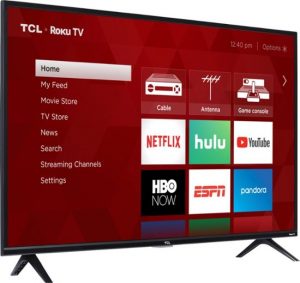 TCL • Roku TV
12:40 pm | Options ✳
Home
My Feed
Movie Store
TV Store
News
Search
Streaming Channels
Settings
Cable
Antenna
Game console
NETFLIX
hulu
YouTube
HBO
NOW
ESPN
pandora
TCL